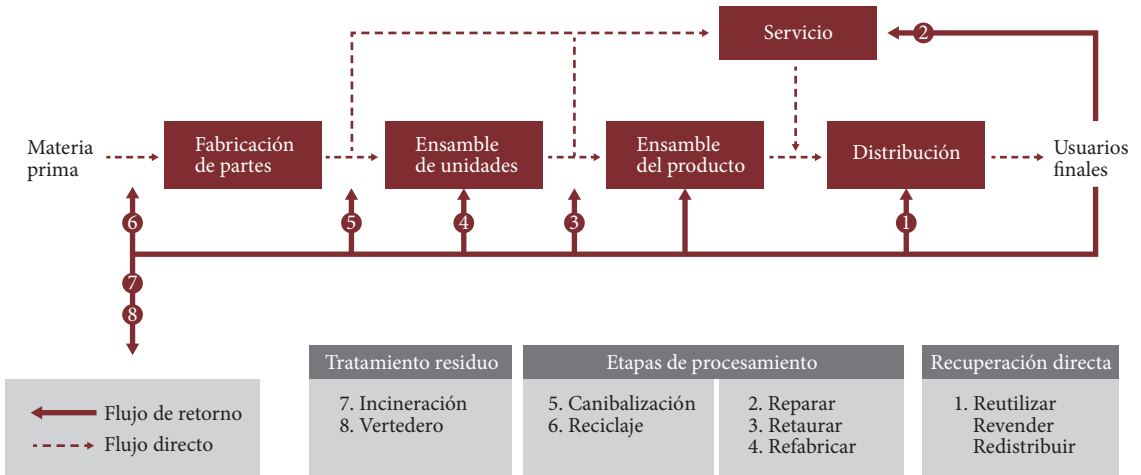 Servicio
2
Materia
prima
Fabricación
de partes
Ensamble
de unidades
Ensamble
del producto
Distribución
Usuarios
finales
6
5
4
3
1
7
8
Tratamiento residuo
Etapas de procesamiento
Recuperación directa
Flujo de retorno
Flujo directo
7. Incineración
8. Vertedero
5. Canibalización
6. Reciclaje
2. Reparar
3. Retaurar
4. Refabricar
1. Reutilizar
Revender
Redistribuir